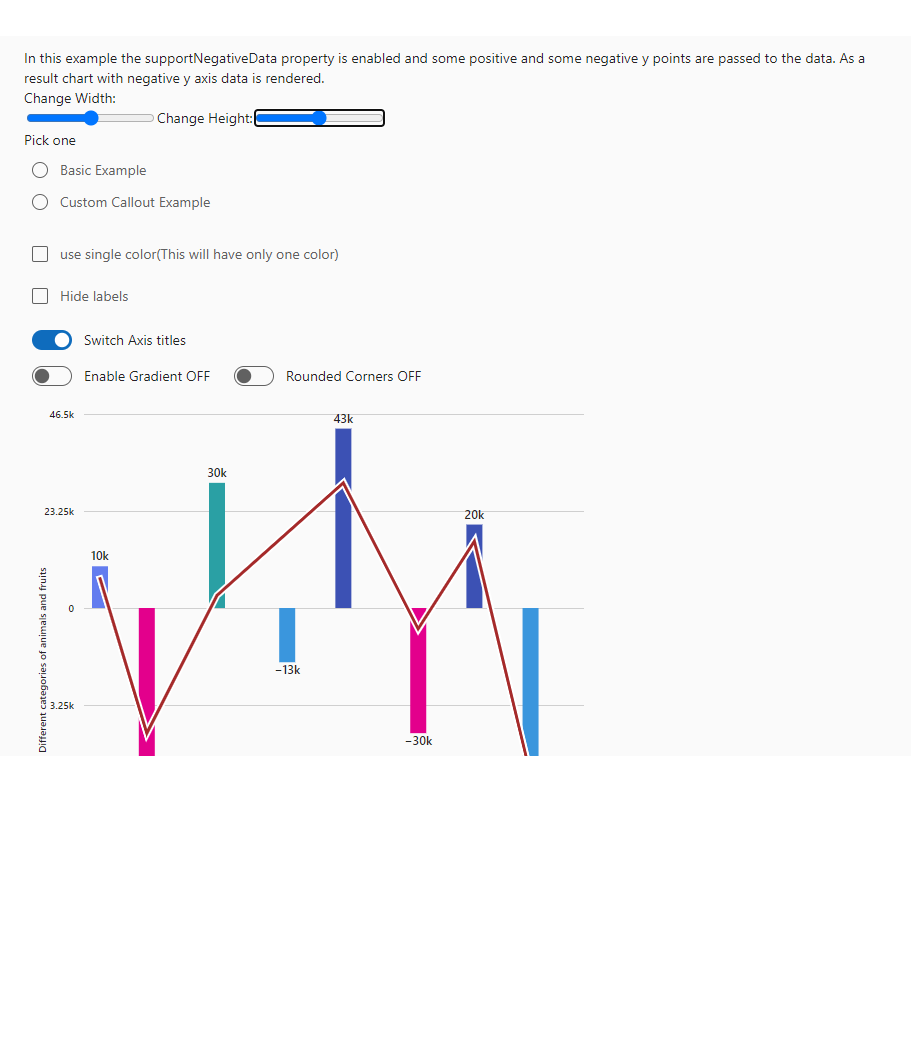 In this example the supportNegativeData property is enabled and some positive and some negative y points are passed to the data. As a
result chart with negative y axis data is rendered.
Change Width:
Change Height:
Pick one
Basic Example
Custom Callout Example
use single color(This will have only one color)
Hide labels
Switch Axis titles
Enable Gradient OFF Rounded Corners OFF
46.5k
43k
30k
23.25k
20k
10k
Different categories of animals and fruits
0
−13k
3.25k
−30k